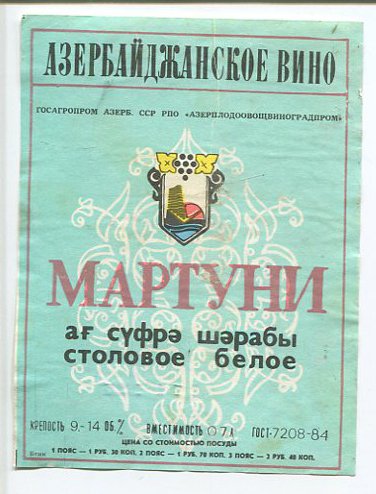 АЗЕРБАЙДЖАНСКОЕ ВИНО
ГОСАГРОПРОМ АЗЕРБ. ССР РПО «АЗЕРПЛОДООВОЩВИНОГРАДПРОМ»
МАРТУНИ
ағ сүфрә шәрабы
столовое белое
КРЕПОСТЬ 9-14 ОБ.% ВМЕСТИМОСТЬ 0,7Л ГОСТ-7208-84
ЦЕНА СО СТОИМОСТЬЮ ПОСУДЫ
1 ПОЯС — 1 РУБ. 50 КОП. 2 ПОЯС — 1 РУБ. 70 КОП. 3 ПОЯС — 2 РУБ. 40 КОП.